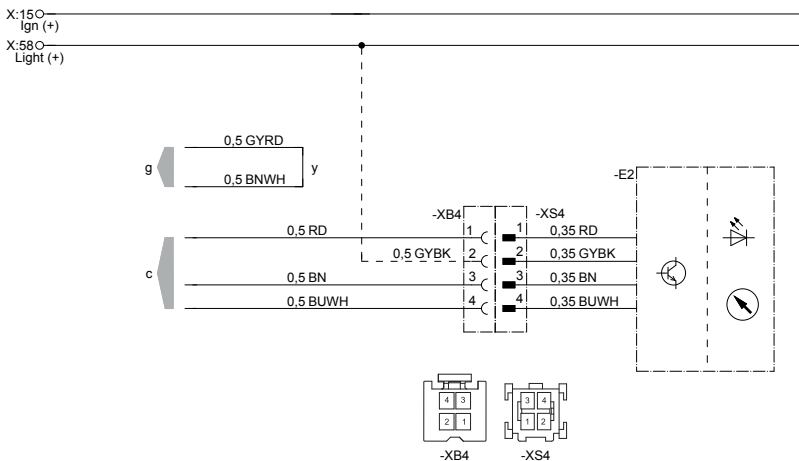 X:15
Ign (+)
X:58
Light (+)
0,5 GYRD
g
y
0,5 BNWH
-E2
-XB4
-XS4
0,5 RD
1
1
0,35 RD
0,5 GYBK
2
2
0,35 GYBK
c
0,5 BN
3
3
0,35 BN
0,5 BUWH
4
4
0,35 BUWH
4 3
3 4
2 1
1 2
-XB4
-XS4